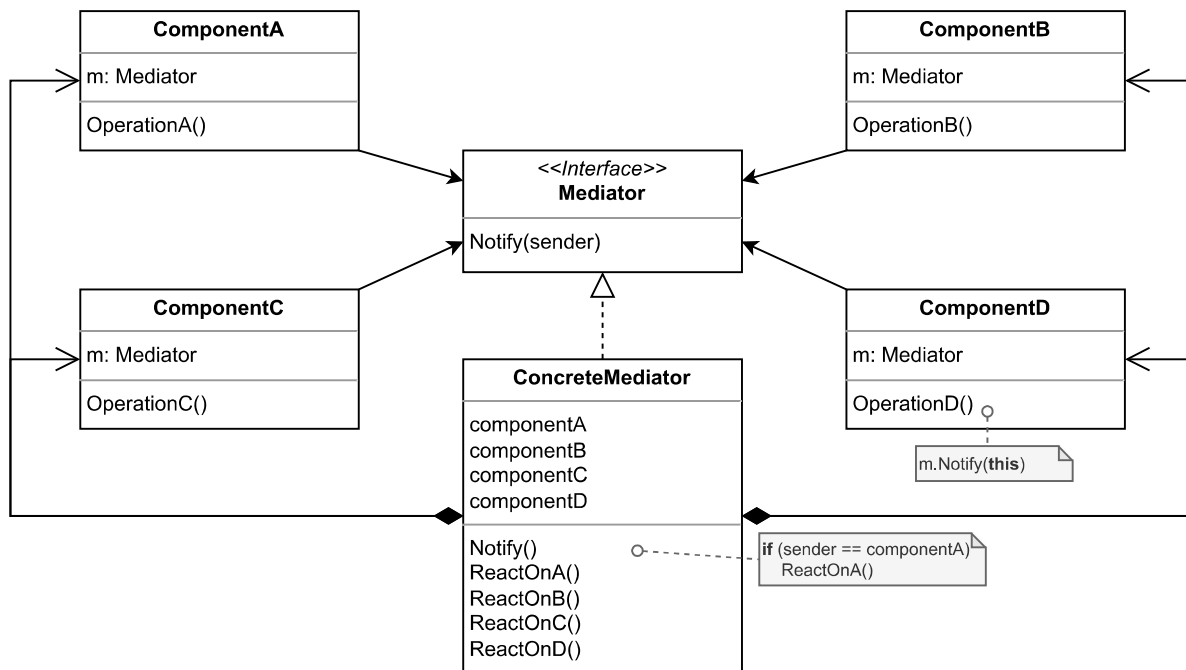 ComponentA
m: Mediator
OperationA()
ComponentB
m: Mediator
OperationB()
<<Interface>>
Mediator
Notify(sender)
ComponentC
m: Mediator
OperationC()
ComponentD
m: Mediator
OperationD()
m.Notify(this)
ConcreteMediator
componentA
componentB
componentC
componentD
Notify()
ReactOnA()
ReactOnB()
ReactOnC()
ReactOnD()
if (sender == componentA)
ReactOnA()